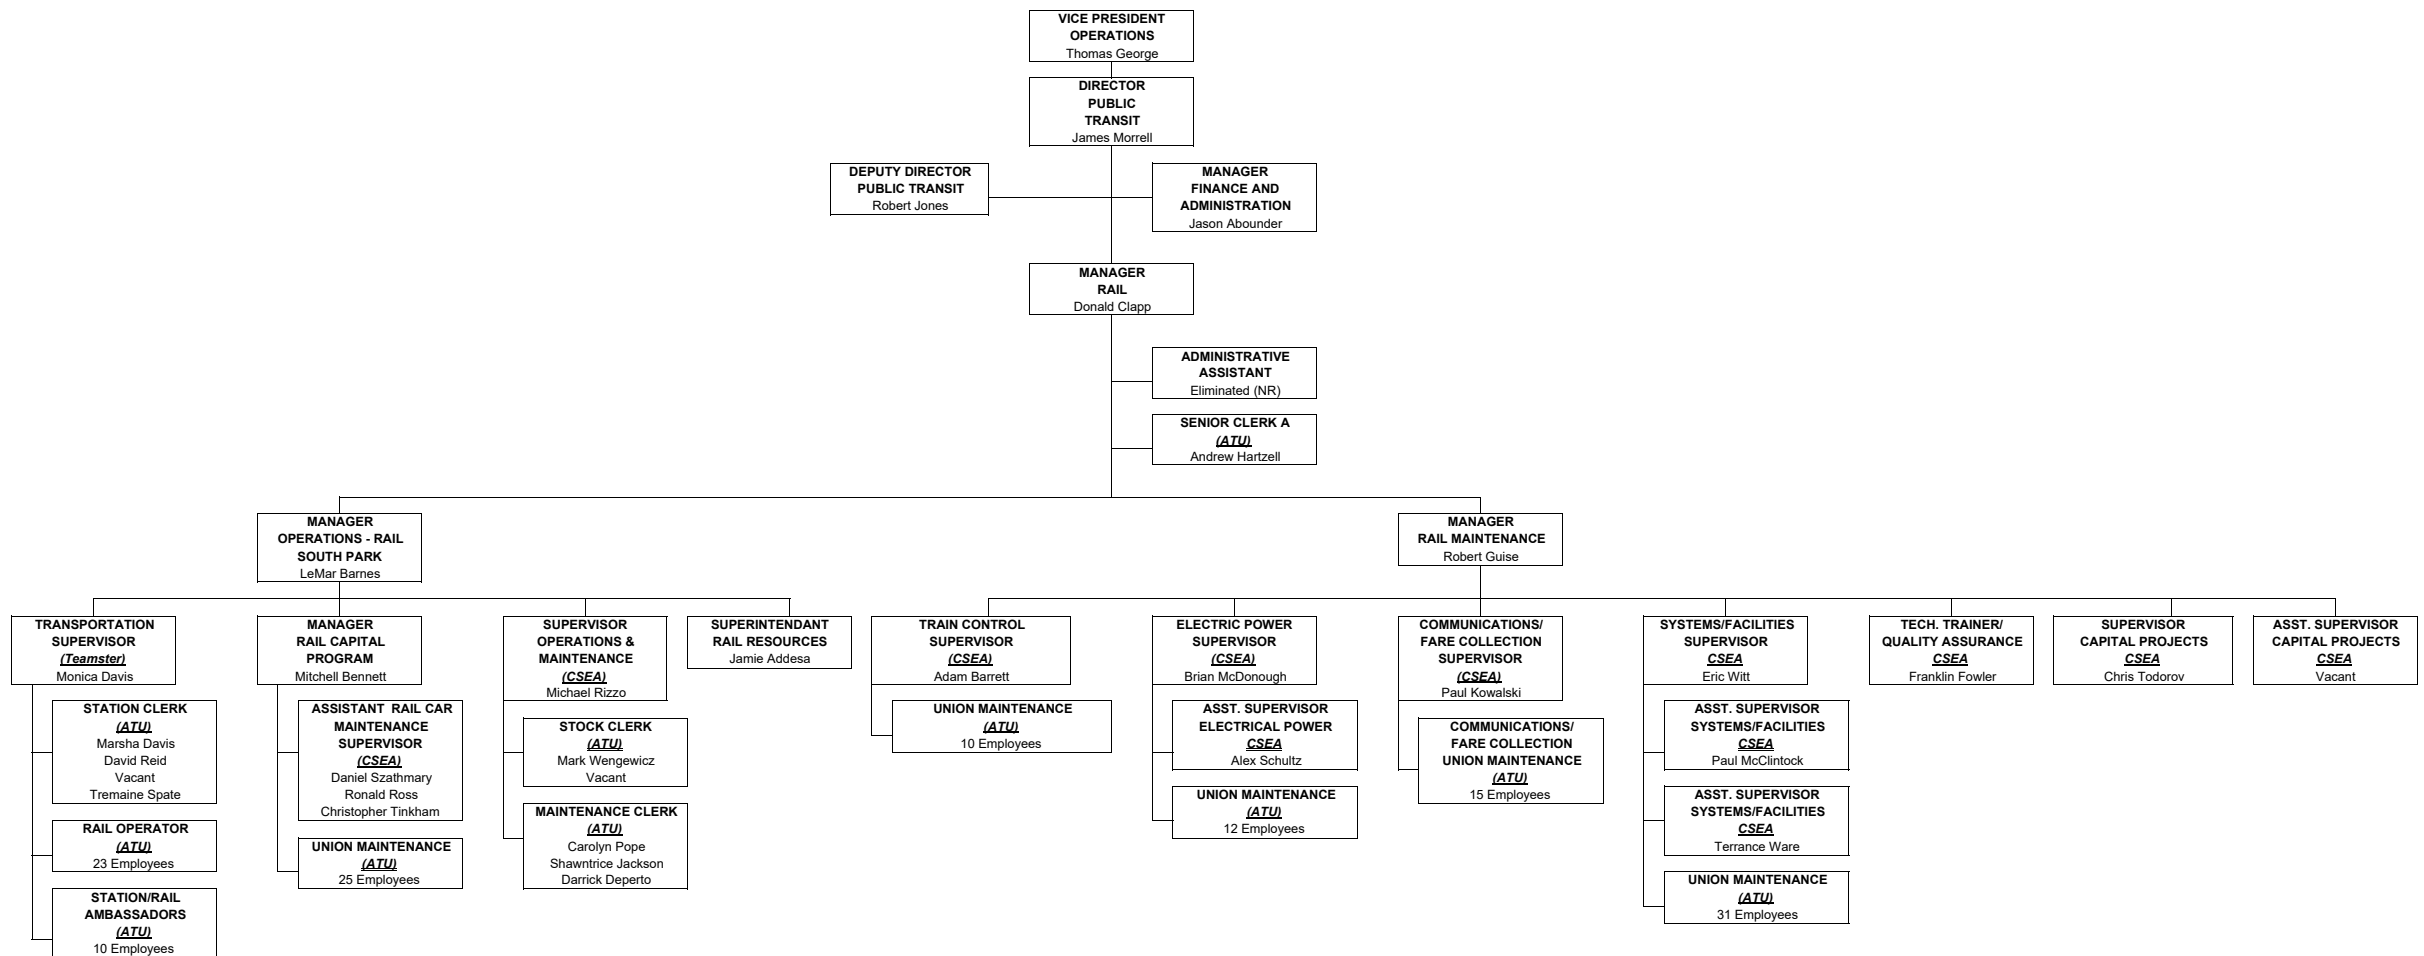 VICE PRESIDENT
OPERATIONS
Thomas George
DIRECTOR
PUBLIC
TRANSIT
James Morrell
DEPUTY DIRECTOR
PUBLIC TRANSIT
Robert Jones
MANAGER
FINANCE AND
ADMINISTRATION
Jason Abounder
MANAGER
RAIL
Donald Clapp
ADMINISTRATIVE
ASSISTANT
Eliminated (NR)
SENIOR CLERK A
(ATU)
Andrew Hartzell
MANAGER
OPERATIONS - RAIL
SOUTH PARK
LeMar Barnes
MANAGER
RAIL MAINTENANCE
Robert Guise
TRANSPORTATION
SUPERVISOR
(Teamster)
Monica Davis
STATION CLERK
(ATU)
Marsha Davis
David Reid
Vacant
Tremaine Spate
RAIL OPERATOR
(ATU)
23 Employees
STATION/RAIL
AMBASSADORS
(ATU)
10 Employees
MANAGER
RAIL CAPITAL
PROGRAM
Mitchell Bennett
ASSISTANT RAIL CAR
MAINTENANCE
SUPERVISOR
(CSEA)
Daniel Szathmary
Ronald Ross
Christopher Tinkham
UNION MAINTENANCE
(ATU)
25 Employees
SUPERVISOR
OPERATIONS &
MAINTENANCE
(CSEA)
Michael Rizzo
STOCK CLERK
(ATU)
Mark Wengewicz
Vacant
MAINTENANCE CLERK
(ATU)
Carolyn Pope
Shawntrice Jackson
Darrick Deperto
SUPERINTENDANT
RAIL RESOURCES
Jamie Addesa
TRAIN CONTROL
SUPERVISOR
(CSEA)
Adam Barrett
UNION MAINTENANCE
(ATU)
10 Employees
ELECTRIC POWER
SUPERVISOR
(CSEA)
Brian McDonough
ASST. SUPERVISOR
ELECTRICAL POWER
CSEA
Alex Schultz
UNION MAINTENANCE
(ATU)
12 Employees
COMMUNICATIONS/
FARE COLLECTION
SUPERVISOR
(CSEA)
Paul Kowalski
COMMUNICATIONS/
FARE COLLECTION
UNION MAINTENANCE
(ATU)
15 Employees
SYSTEMS/FACILITIES
SUPERVISOR
CSEA
Eric Witt
ASST. SUPERVISOR
SYSTEMS/FACILITIES
CSEA
Paul McClintock
ASST. SUPERVISOR
SYSTEMS/FACILITIES
CSEA
Terrance Ware
UNION MAINTENANCE
(ATU)
31 Employees
TECH. TRAINER/
QUALITY ASSURANCE
CSEA
Franklin Fowler
SUPERVISOR
CAPITAL PROJECTS
CSEA
Chris Todorov
ASST. SUPERVISOR
CAPITAL PROJECTS
CSEA
Vacant